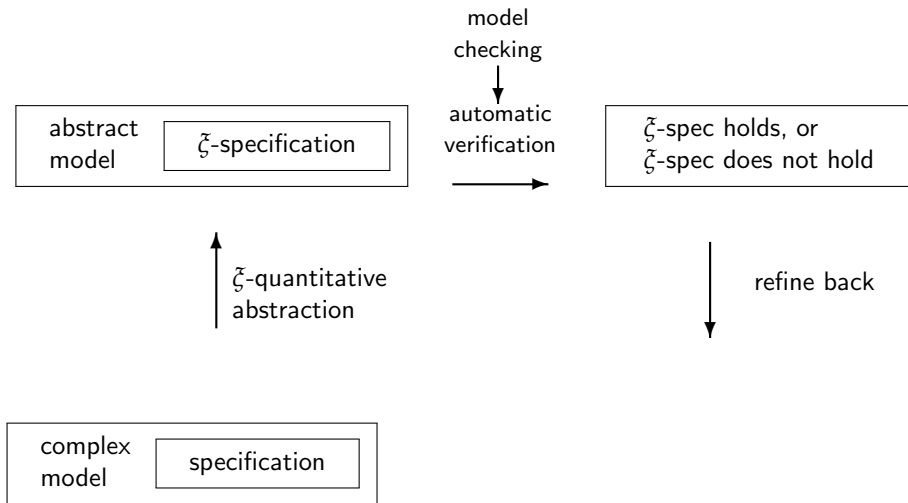 model
checking
automatic
verification
abstract
model
ξ-specification
ξ-spec holds, or
ξ-spec does not hold
ξ-quantitative
abstraction
refine back
complex
model
specification